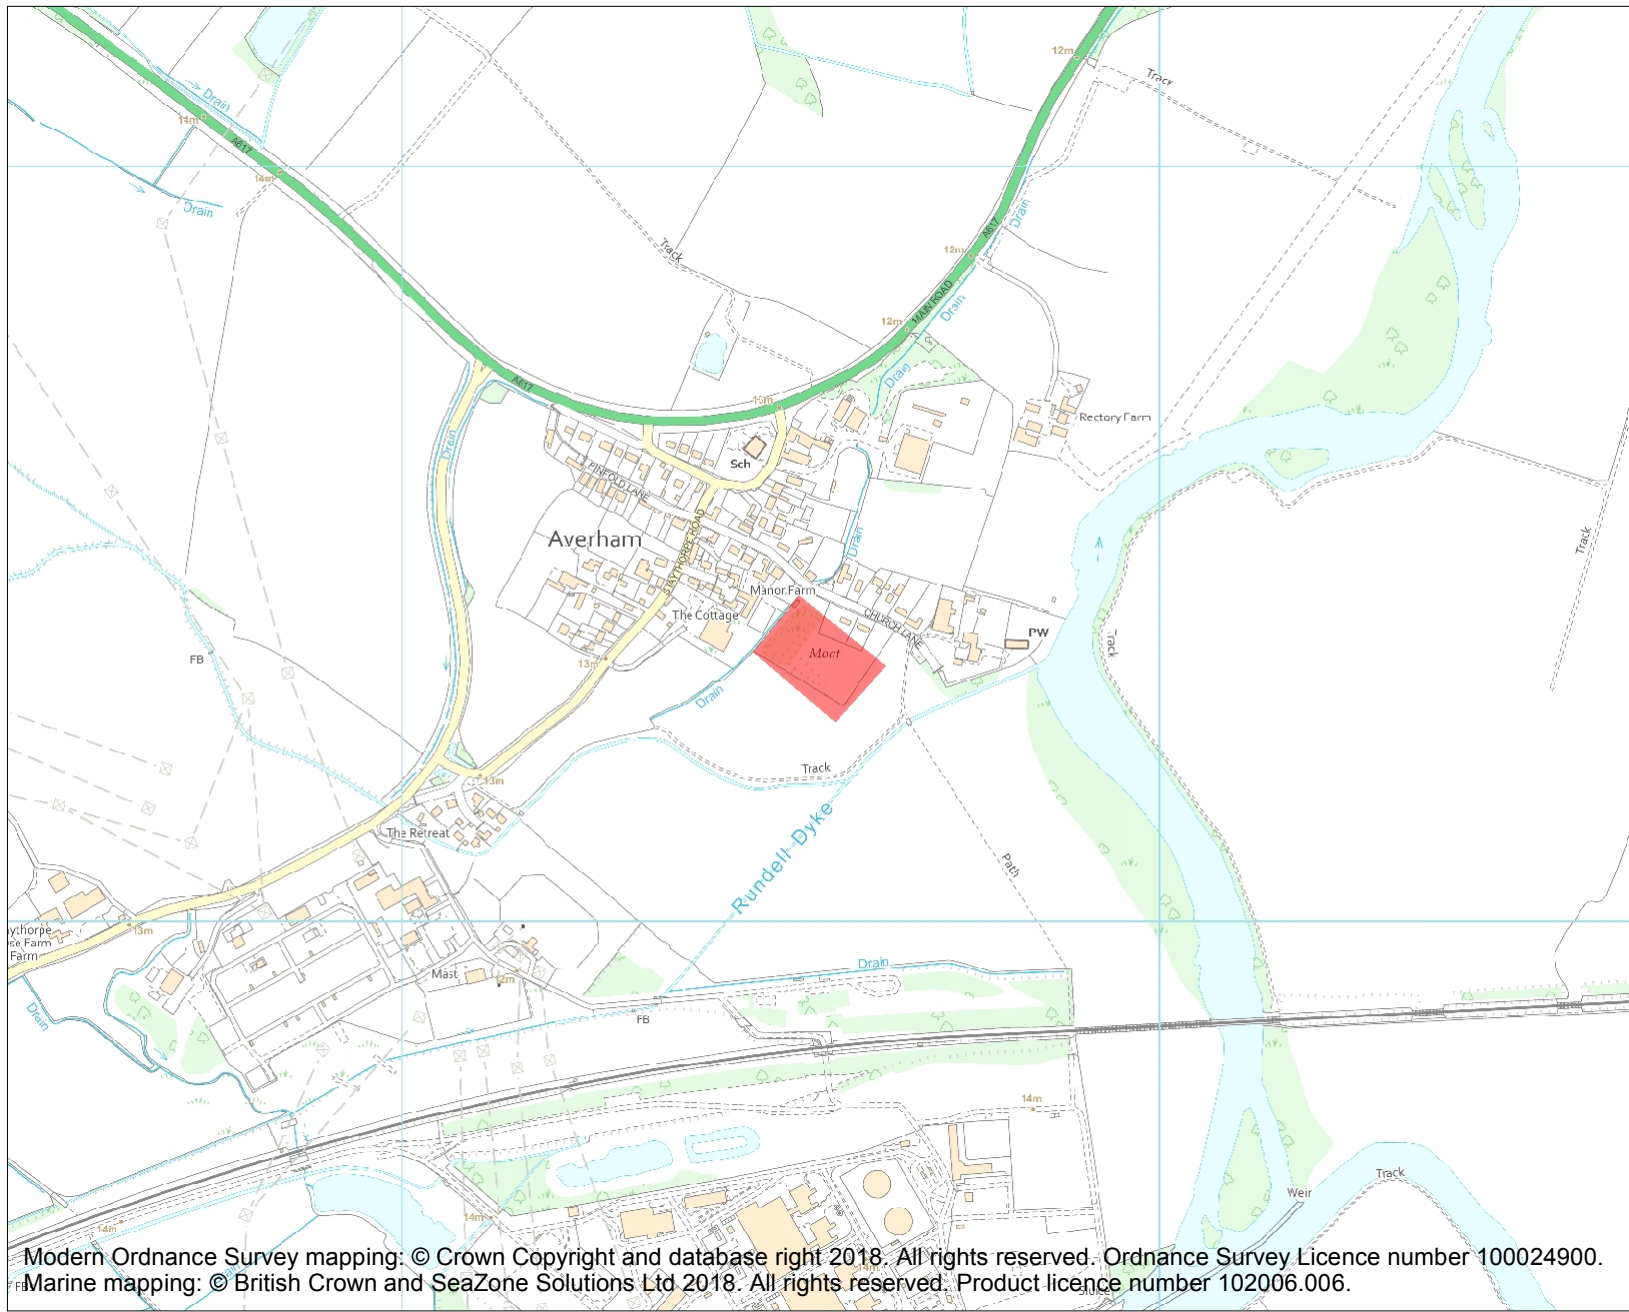 12m
Track
Drain
14m
A617
14m
Drain
Drain
A617
12m
Track
MAIN ROAD
Drain
12m
Drain
A617
13m
Rectory Farm
Drain
Sch
PINFOLD LANE
Averham
STAYTHORPE ROAD
Drain
Track
Manor Farm
The Cottage
CHURCH LANE
PW
Track
Moat
FB
13m
Drain
Track
13m
The Retreat
Rundell Dyke
Path
13m
Farm
Drain
Mast
12m
Drain
FB
14m
Track
Weir
14m
14m
14m
Modern Ordnance Survey mapping: © Crown Copyright and database right 2018. All rights reserved. Ordnance Survey Licence number 100024900.
Marine mapping: © British Crown and SeaZone Solutions Ltd 2018. All rights reserved. Product licence number 102006.006.